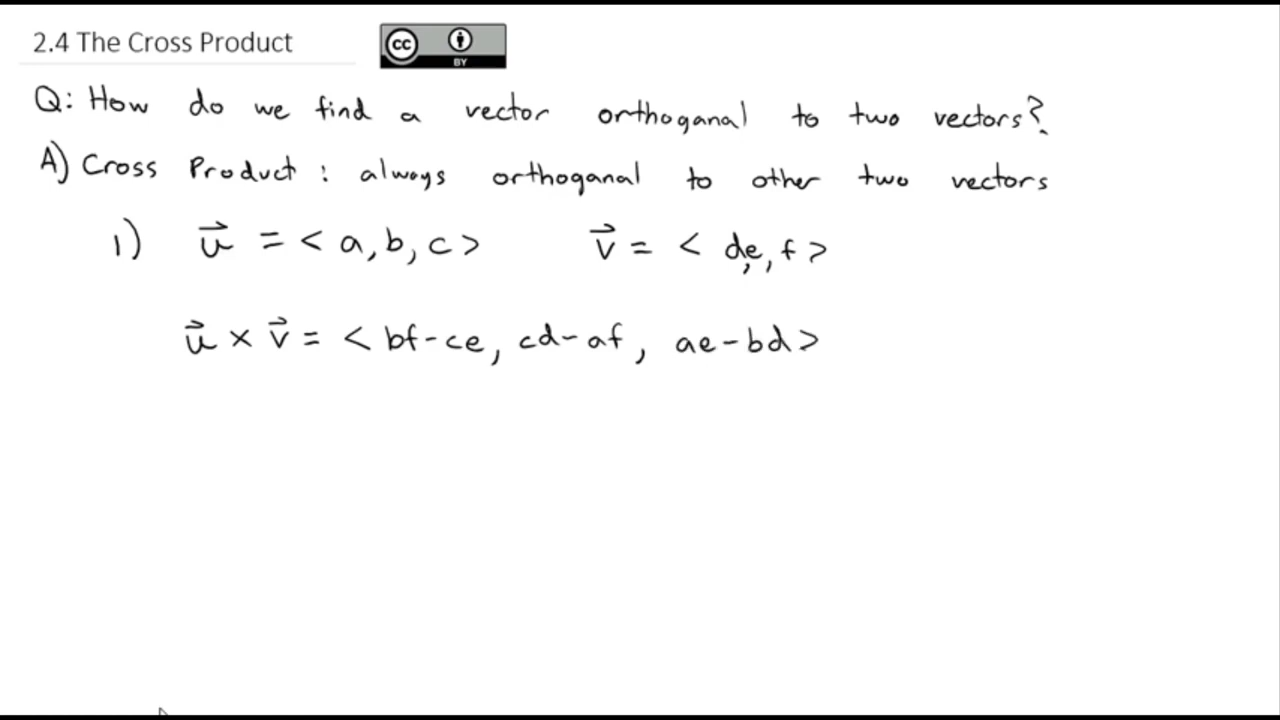 2.4 The Cross Product
cc BY
Q: How do we find a vector orthoganal to two vectors?
A) Cross Product : always orthoganal to other two vectors
1) u⃗ = < a, b, c > v⃗ = < d, e, f >
u⃗ × v⃗ = < bf - ce, cd - af, ae - bd >